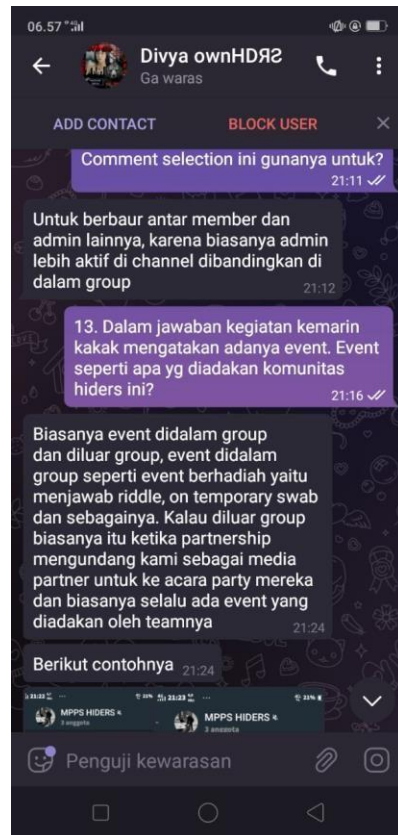 06.57
Divya ownHDЯƧ
Ga waras
ADD CONTACT BLOCK USER
Comment selection ini gunanya untuk?
21:11
Untuk berbaur antar member dan
admin lainnya, karena biasanya admin
lebih aktif di channel dibandingkan di
dalam group
21:12
13. Dalam jawaban kegiatan kemarin
kakak mengatakan adanya event. Event
seperti apa yg diadakan komunitas
hiders ini?
21:16
Biasanya event didalam group
dan diluar group, event didalam
group seperti event berhadiah yaitu
menjawab riddle, on temporary swab
dan sebagainya. Kalau diluar group
biasanya itu ketika partnership
mengundang kami sebagai media
partner untuk ke acara party mereka
dan biasanya selalu ada event yang
diadakan oleh teamnya
21:24
Berikut contohnya 21:24
MPPS HIDERS
3 anggota
MPPS HIDERS
3 anggota
Penguji kewarasan